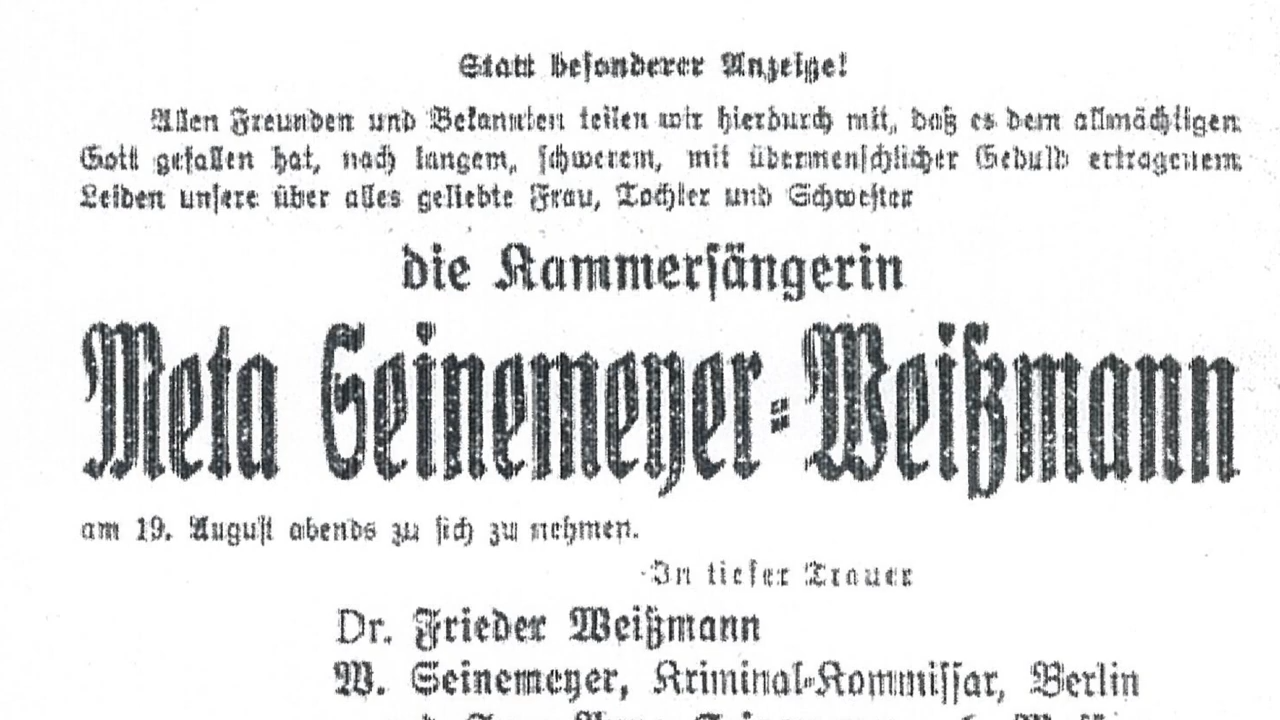 Statt besonderer Anzeige!
Allen Freunden und Bekannten teilen wir hierdurch mit, daß es dem allmächtigen
Gott gefallen hat, nach langem, schwerem, mit übermenschlicher Geduld ertragenem
Leiden unsere über alles geliebte Frau, Tochter und Schwester
die Kammersängerin
Meta Seinemeyer-Weißmann
am 19. August abends zu sich zu nehmen.
In tiefer Trauer
Dr. Frieder Weißmann
W. Seinemeyer, Kriminal-Kommissar, Berlin